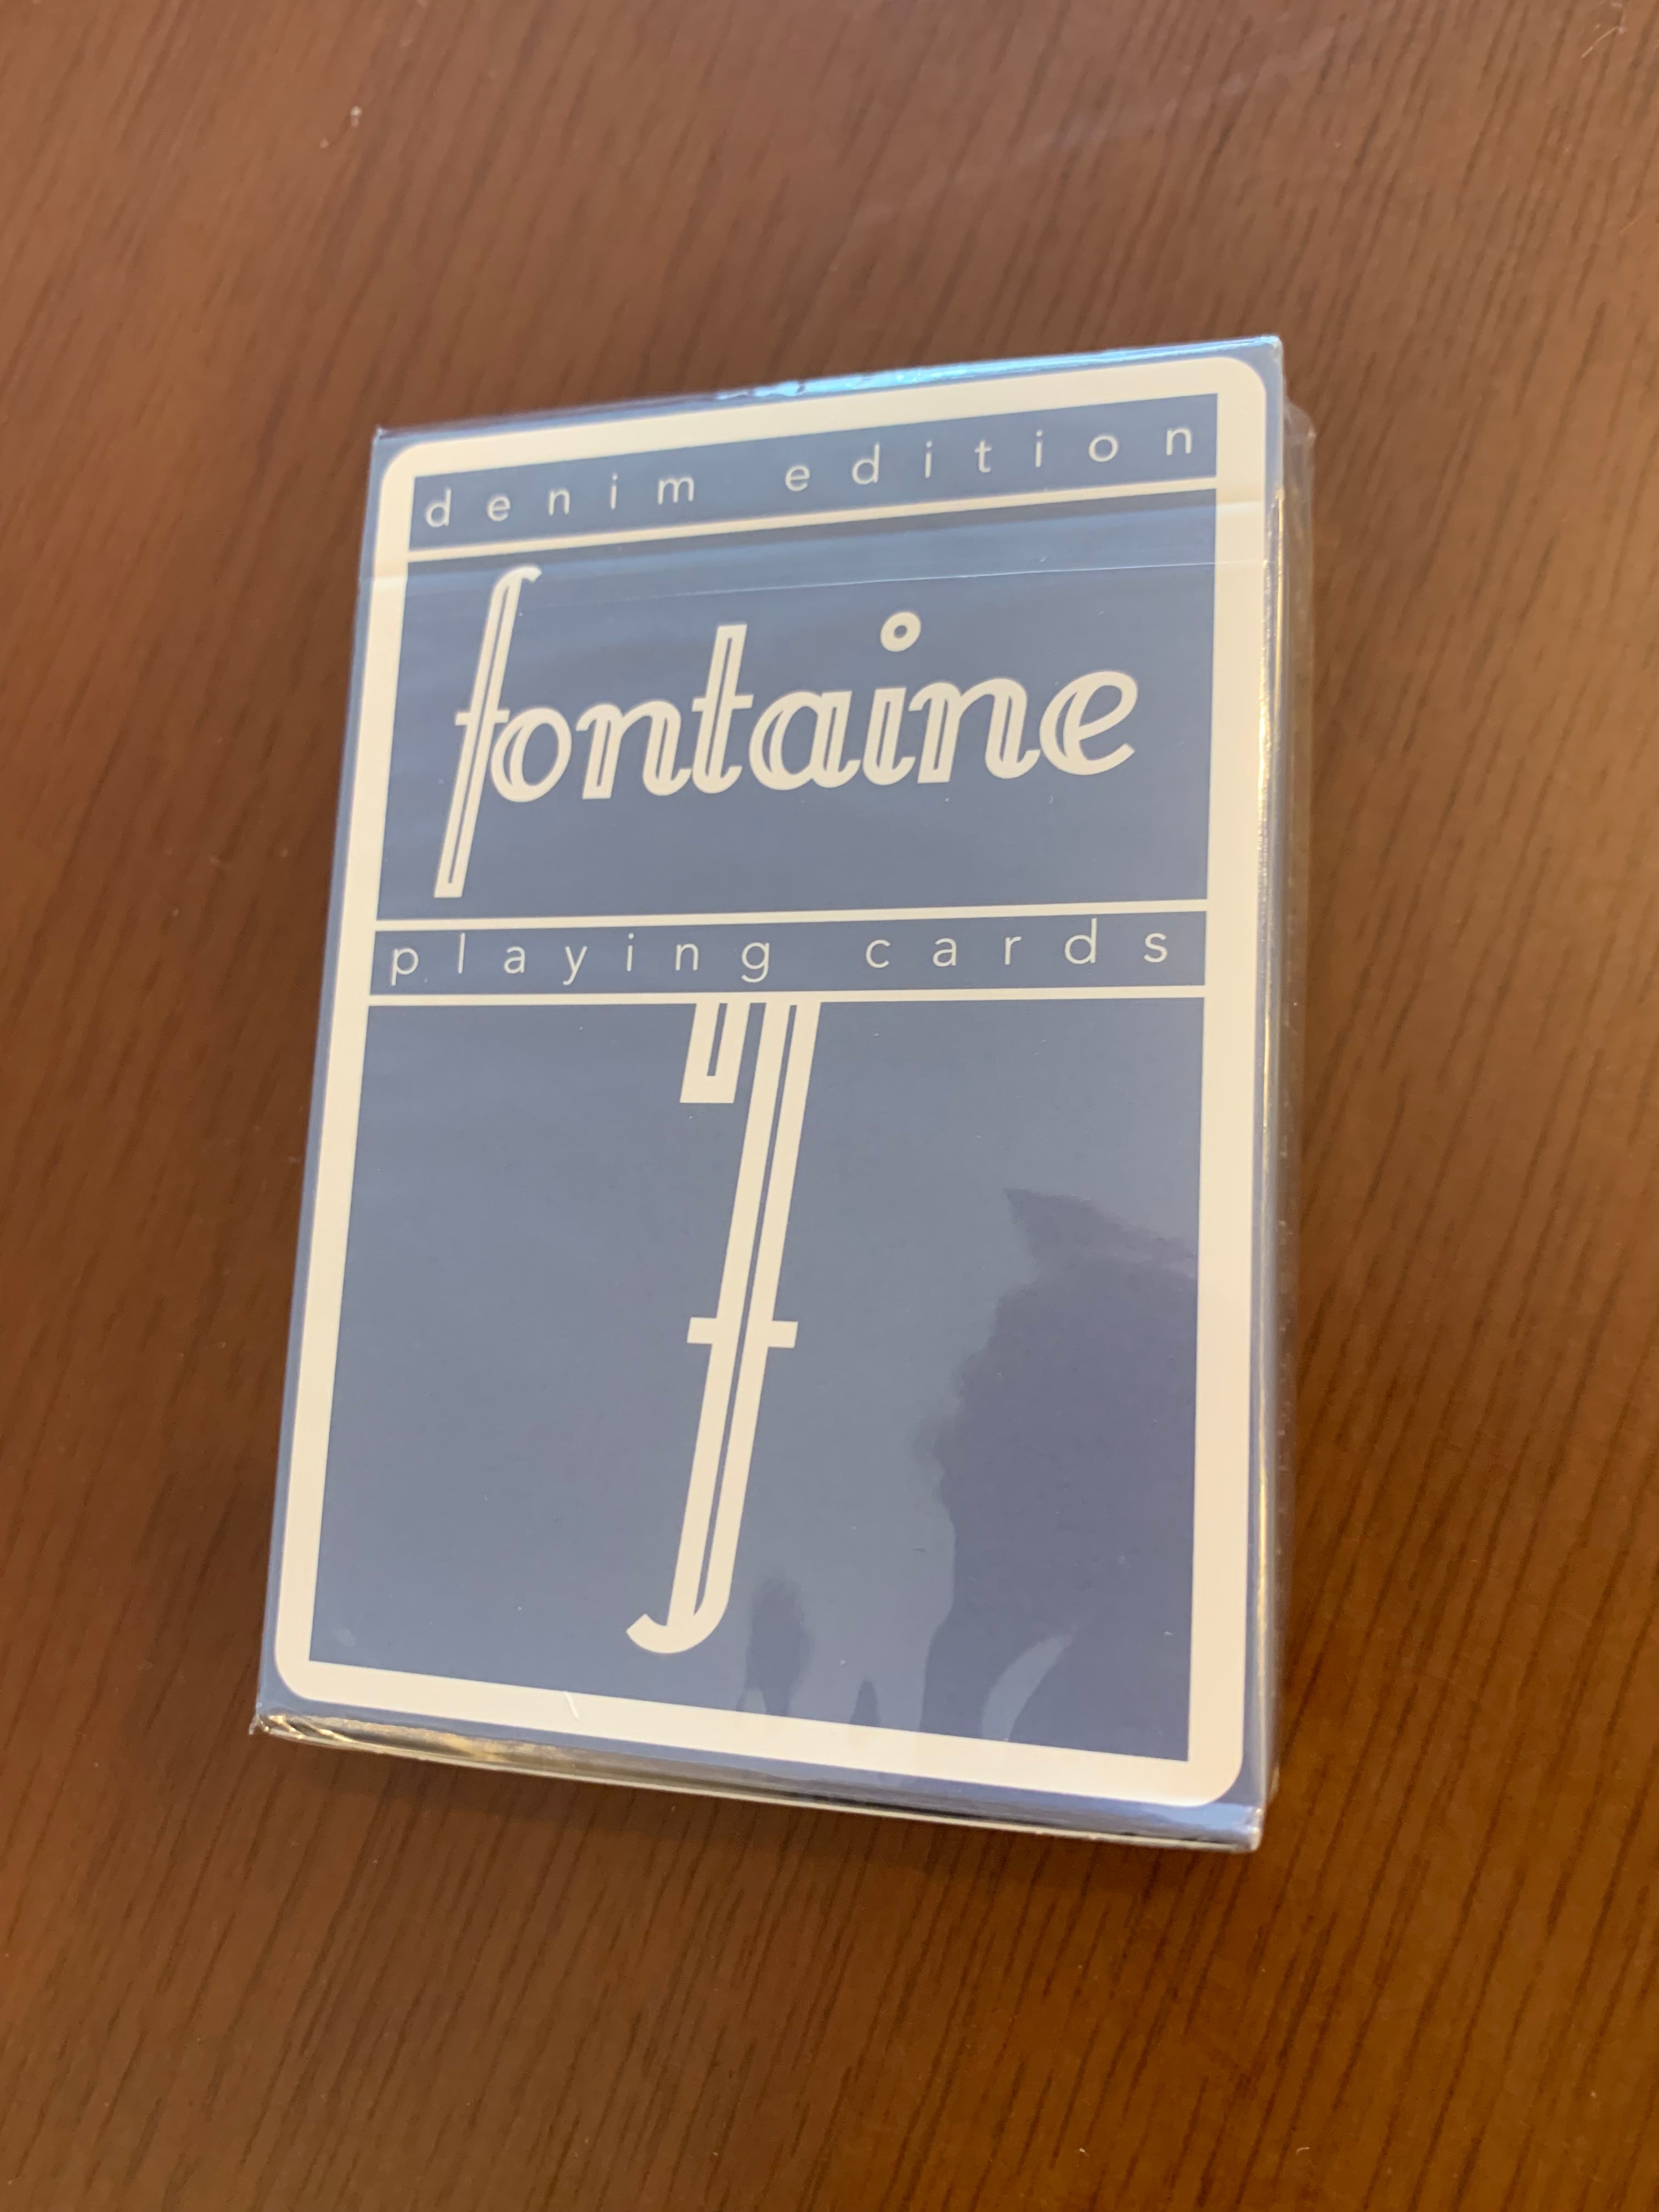 denim edition
fontaine
playing cards
f